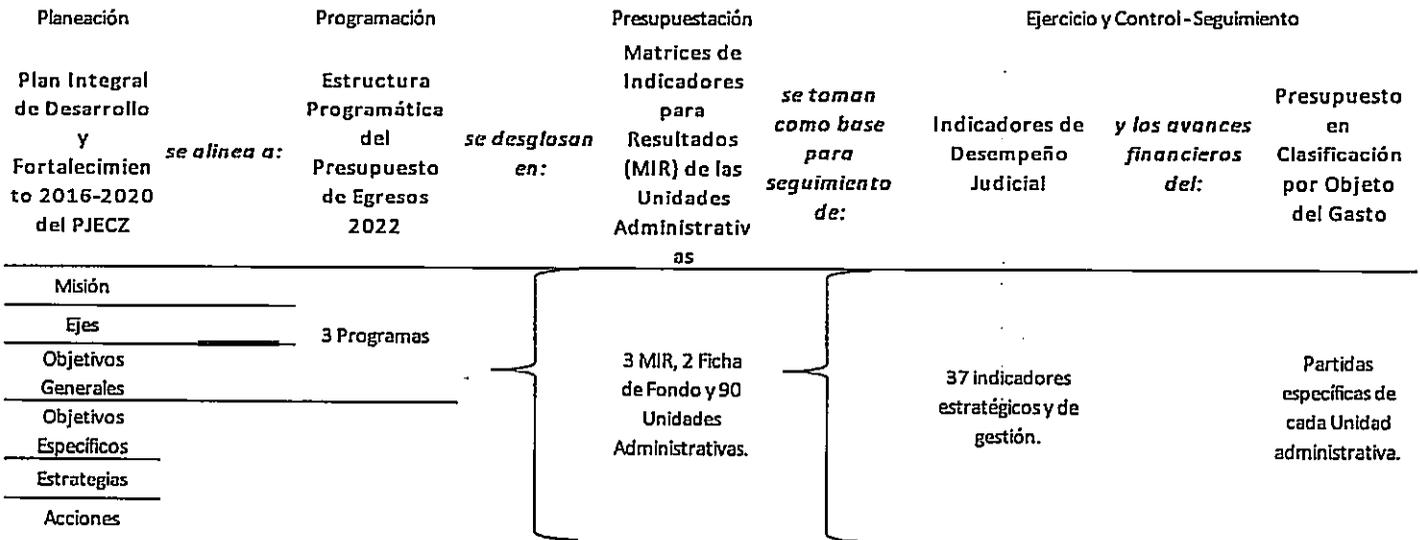 Planeación
Programación
Presupuestación
Ejercicio y Control - Seguimiento
Plan Integral
de Desarrollo
y
Fortalecimien
to 2016-2020
del PJECZ
se alinea a:
Estructura
Programática
del
Presupuesto
de Egresos
2022
se desglosan
en:
Matrices de
Indicadores
para
Resultados
(MIR) de las
Unidades
Administrativ
as
se toman
como base
para
seguimiento
de:
Indicadores de
Desempeño
Judicial
y los avances
financieros
del:
Presupuesto
en
Clasificación
por Objeto
del Gasto
Misión
Ejes
Objetivos
Generales
Objetivos
Específicos
Estrategias
Acciones
3 Programas
3 MIR, 2 Ficha
de Fondo y 90
Unidades
Administrativas.
37 indicadores
estratégicos y de
gestión.
Partidas
específicas de
cada Unidad
administrativa.